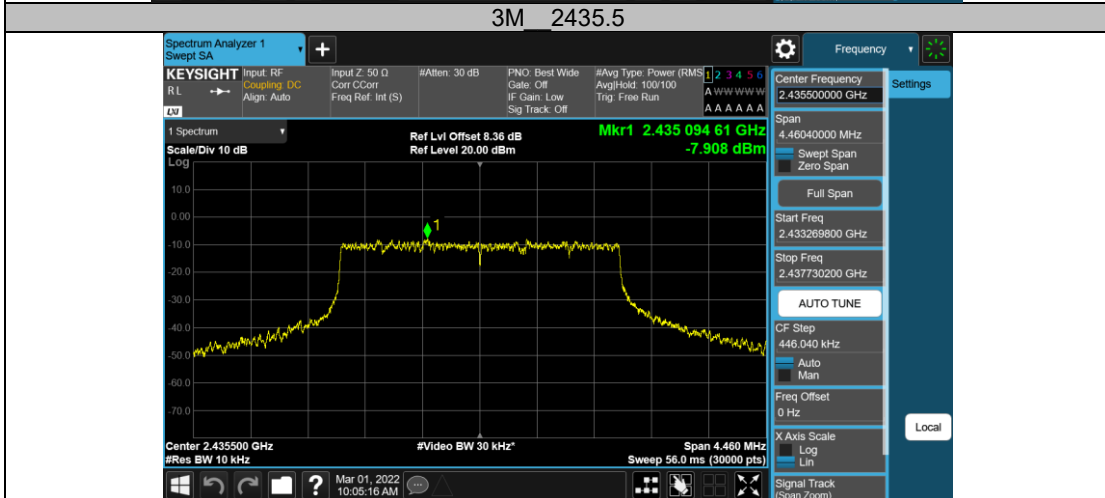 3M__2435.5
Spectrum Analyzer 1
Swept SA
+
Frequency
KEYSIGHT
RL
LXI
Input: RF
Coupling: DC
Align: Auto
Input Z: 50 Ω
Corr CCorr
Freq Ref: Int (S)
#Atten: 30 dB
PNO: Best Wide
Gate: Off
IF Gain: Low
Sig Track: Off
#Avg Type: Power (RMS
Avg|Hold: 100/100
Trig: Free Run
1 2 3 4 5 6
A W W W W W
A A A A A A
Center Frequency
2.435500000 GHz
Settings
Span
4.46040000 MHz
Swept Span
Zero Span
Full Span
Start Freq
2.433269800 GHz
Stop Freq
2.437730200 GHz
AUTO TUNE
CF Step
446.040 kHz
Auto
Man
Freq Offset
0 Hz
X Axis Scale
Log
Lin
Local
Signal Track
(Span Zoom)
1 Spectrum
Scale/Div 10 dB
Log
Ref Lvl Offset 8.36 dB
Ref Level 20.00 dBm
Mkr1 2.435 094 61 GHz
-7.908 dBm
10.0
0.00
1
-10.0
-20.0
-30.0
-40.0
-50.0
-60.0
-70.0
Center 2.435500 GHz
#Video BW 30 kHz*
Span 4.460 MHz
#Res BW 10 kHz
Sweep 56.0 ms (30000 pts)
?
Mar 01, 2022
10:05:16 AM